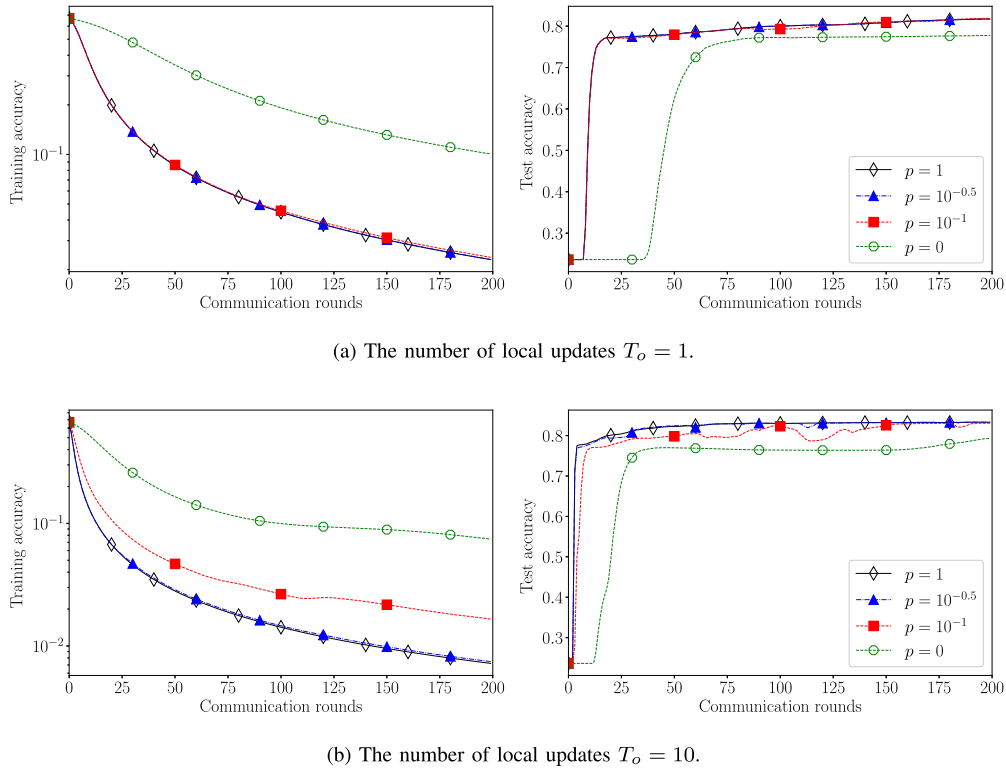 Training accuracy
10⁻¹
0 25 50 75 100 125 150 175 200
Communication rounds
Test accuracy
0.8
0.7
0.6
0.5
0.4
0.3
0 25 50 75 100 125 150 175 200
Communication rounds
p = 1
p = 10⁻⁰·⁵
p = 10⁻¹
p = 0
(a) The number of local updates Tₒ = 1.
Training accuracy
10⁻¹
10⁻²
0 25 50 75 100 125 150 175 200
Communication rounds
Test accuracy
0.8
0.7
0.6
0.5
0.4
0.3
0 25 50 75 100 125 150 175 200
Communication rounds
p = 1
p = 10⁻⁰·⁵
p = 10⁻¹
p = 0
(b) The number of local updates Tₒ = 10.